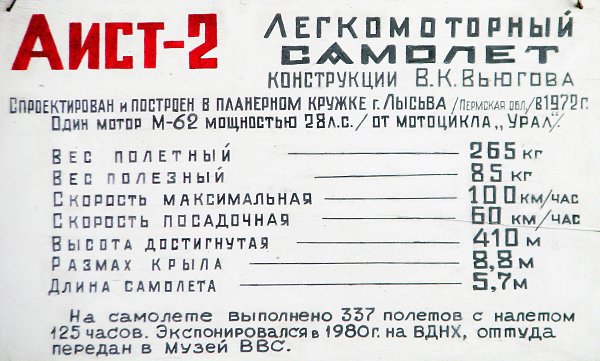 Аист-2
Легкомоторный
самолет
конструкции В.К.Вьюгова
Спроектирован и построен в планерном кружке г. Лысьва /Пермская обл/ в 1972г.
Один мотор М-62 мощностью 28л.с./от мотоцикла „Урал".
Вес полетный 265 кг
Вес полезный 85 кг
Скорость максимальная 100 км/час
Скорость посадочная 60 км/час
Высота достигнутая 410 м
Размах крыла 8,8 м
Длина самолета 5,7 м
На самолете выполнено 337 полетов с налетом
125 часов. Экспонировался в 1980г. на ВДНХ, оттуда
передан в Музей ВВС.